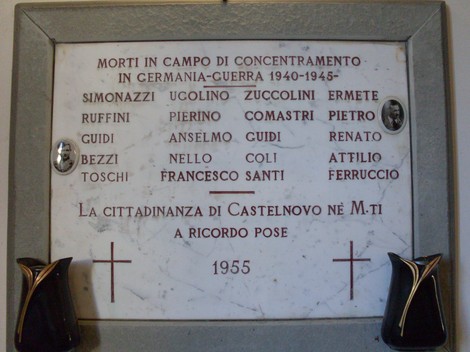 MORTI IN CAMPO DI CONCENTRAMENTO
IN GERMANIA-GUERRA 1940-1945-
SIMONAZZI UGOLINO ZUCCOLINI ERMETE
RUFFINI PIERINO COMASTRI PIETRO
GUIDI ANSELMO GUIDI RENATO
BEZZI NELLO COLI ATTILIO
TOSCHI FRANCESCO SANTI FERRUCCIO
LA CITTADINANZA DI CASTELNOVO NÉ M.TI
A RICORDO POSE
1955